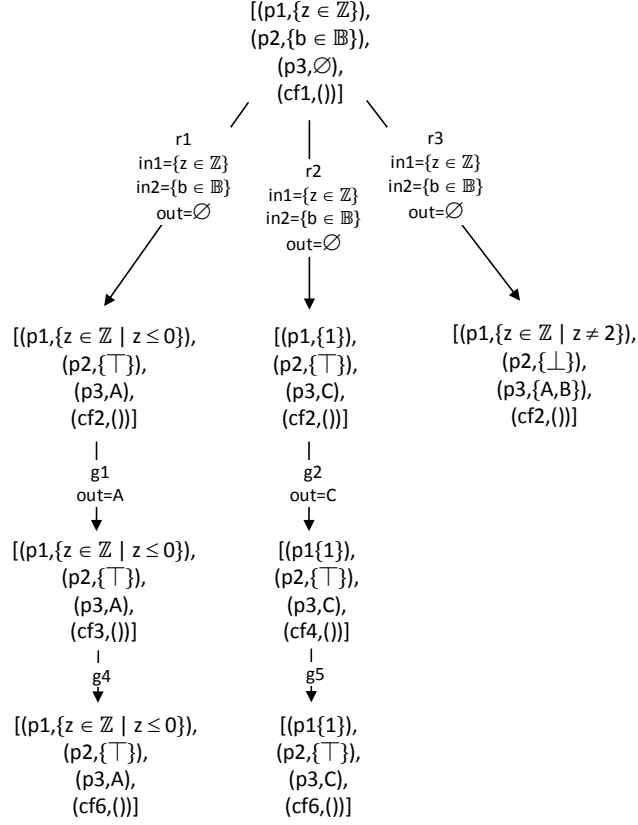 [(p1,{z ∈ ℤ}),
(p2,{b ∈ 𝔹}),
(p3,∅),
(cf1,())]
r1
in1={z ∈ ℤ}
in2={b ∈ 𝔹}
out=∅
r2
in1={z ∈ ℤ}
in2={b ∈ 𝔹}
out=∅
r3
in1={z ∈ ℤ}
in2={b ∈ 𝔹}
out=∅
[(p1,{z ∈ ℤ | z ≤ 0}),
(p2,{⊤}),
(p3,A),
(cf2,())]
[(p1,{1}),
(p2,{⊤}),
(p3,C),
(cf2,())]
[(p1,{z ∈ ℤ | z ≠ 2}),
(p2,{⊥}),
(p3,{A,B}),
(cf2,())]
g1
out=A
g2
out=C
[(p1,{z ∈ ℤ | z ≤ 0}),
(p2,{⊤}),
(p3,A),
(cf3,())]
[(p1{1}),
(p2,{⊤}),
(p3,C),
(cf4,())]
g4
g5
[(p1,{z ∈ ℤ | z ≤ 0}),
(p2,{⊤}),
(p3,A),
(cf6,())]
[(p1{1}),
(p2,{⊤}),
(p3,C),
(cf6,())]